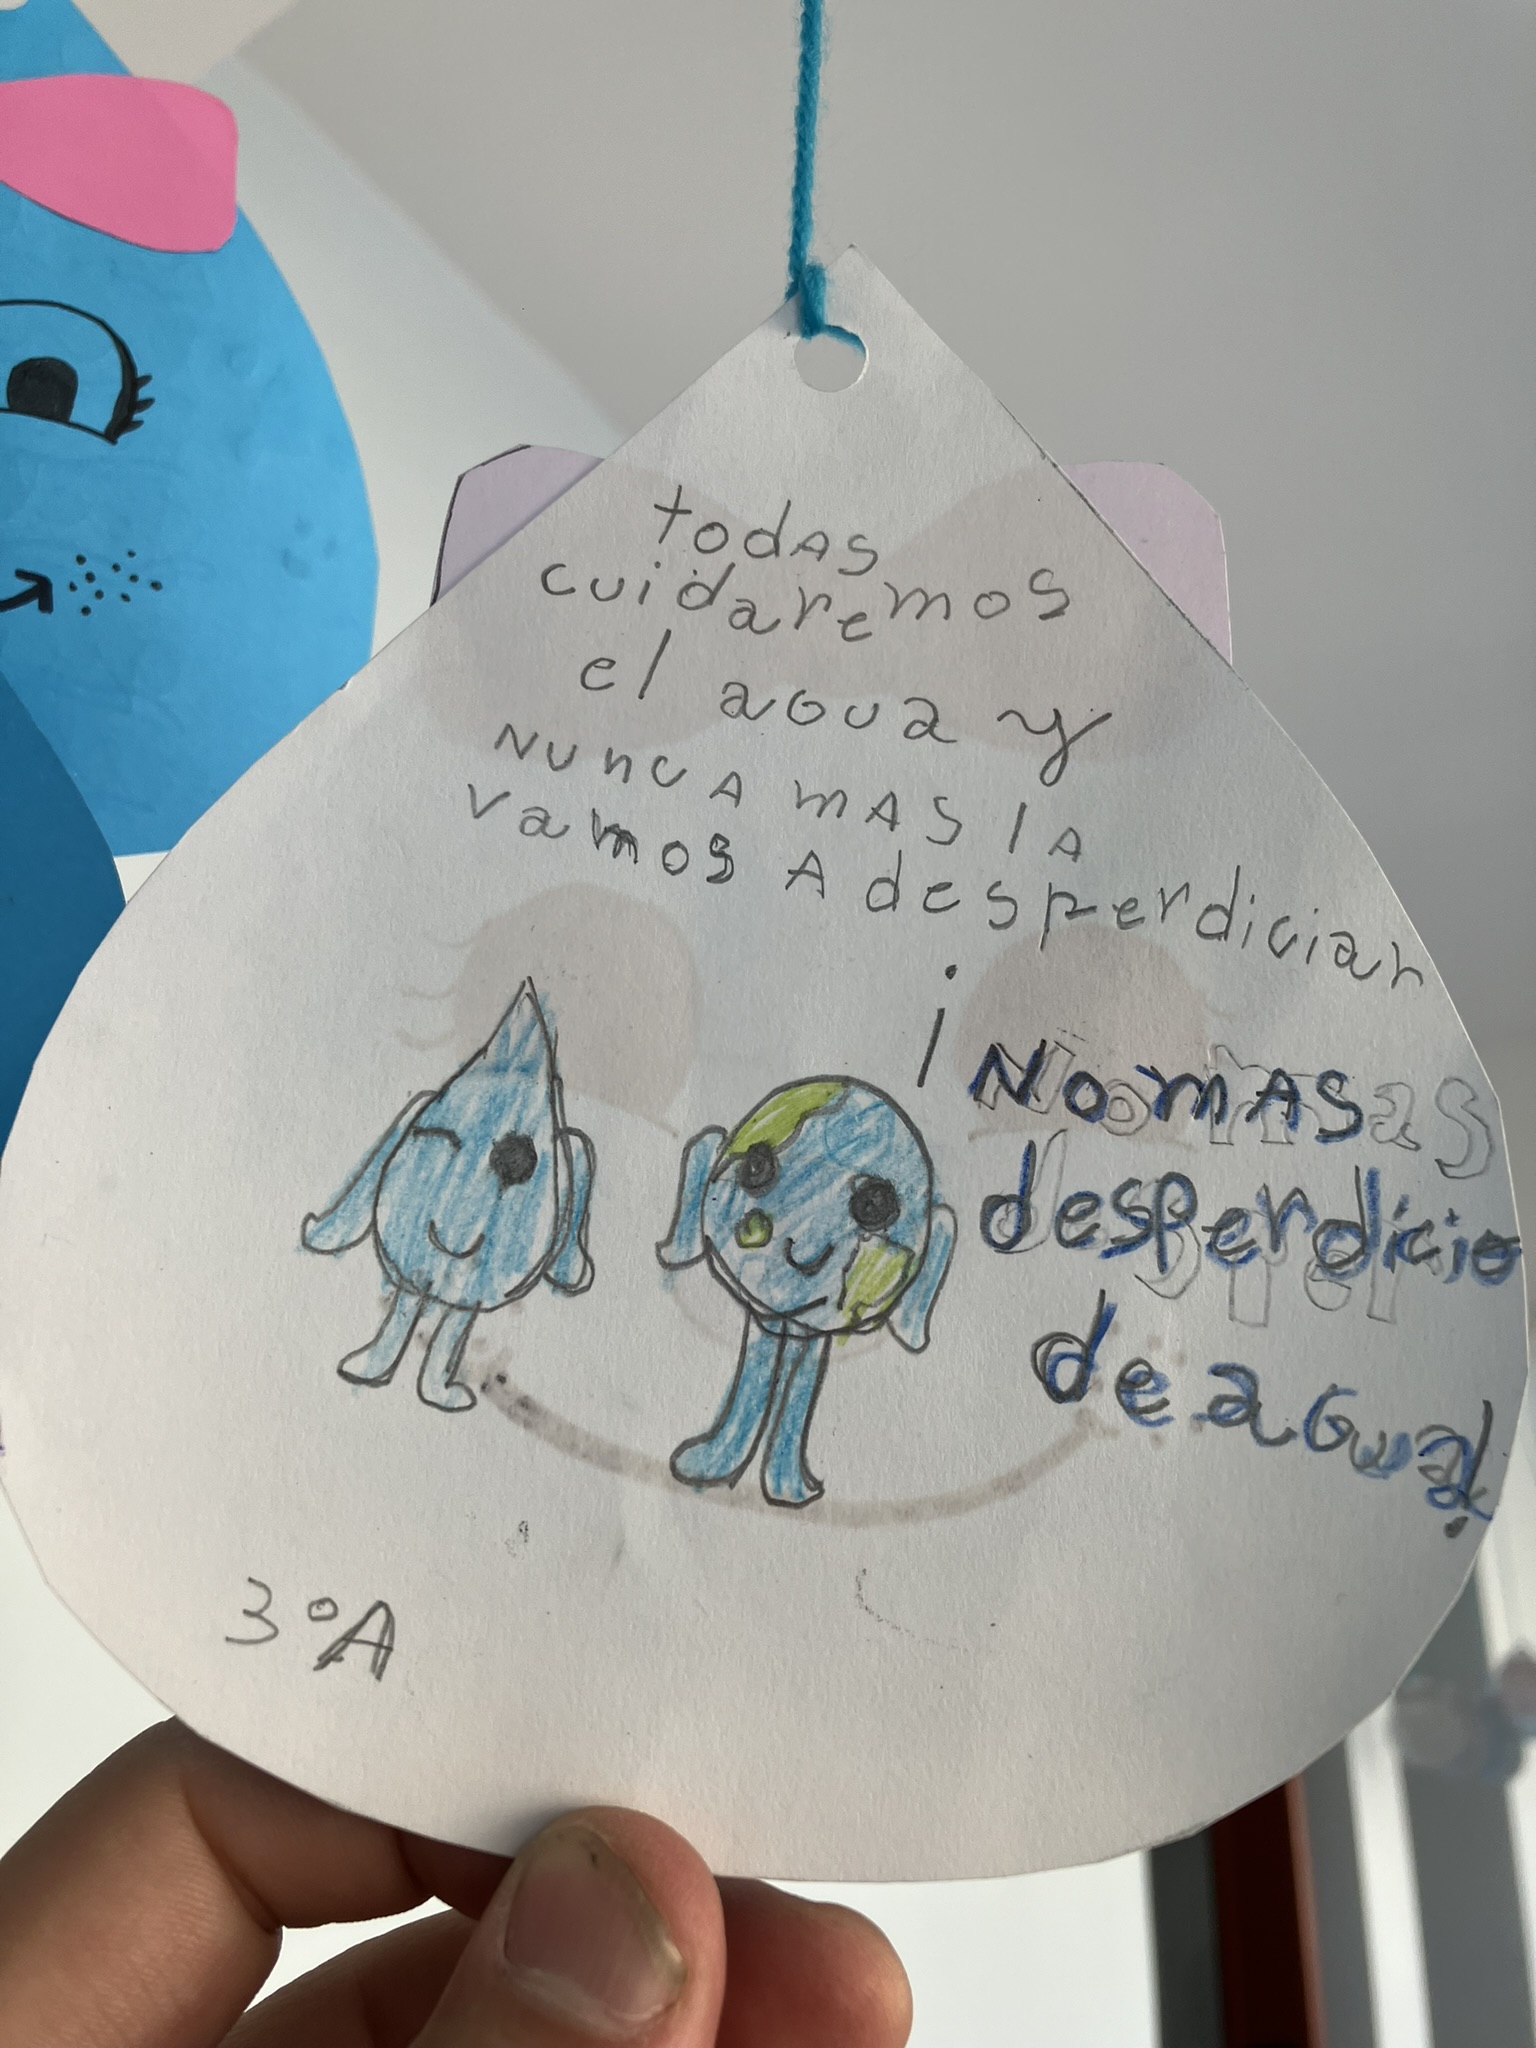 todAs
cuidaremos
el agua y
NUNCA mAS lA
vamos A desperdiciar
¡NO mAS
desperdicio
de agua!
3°A